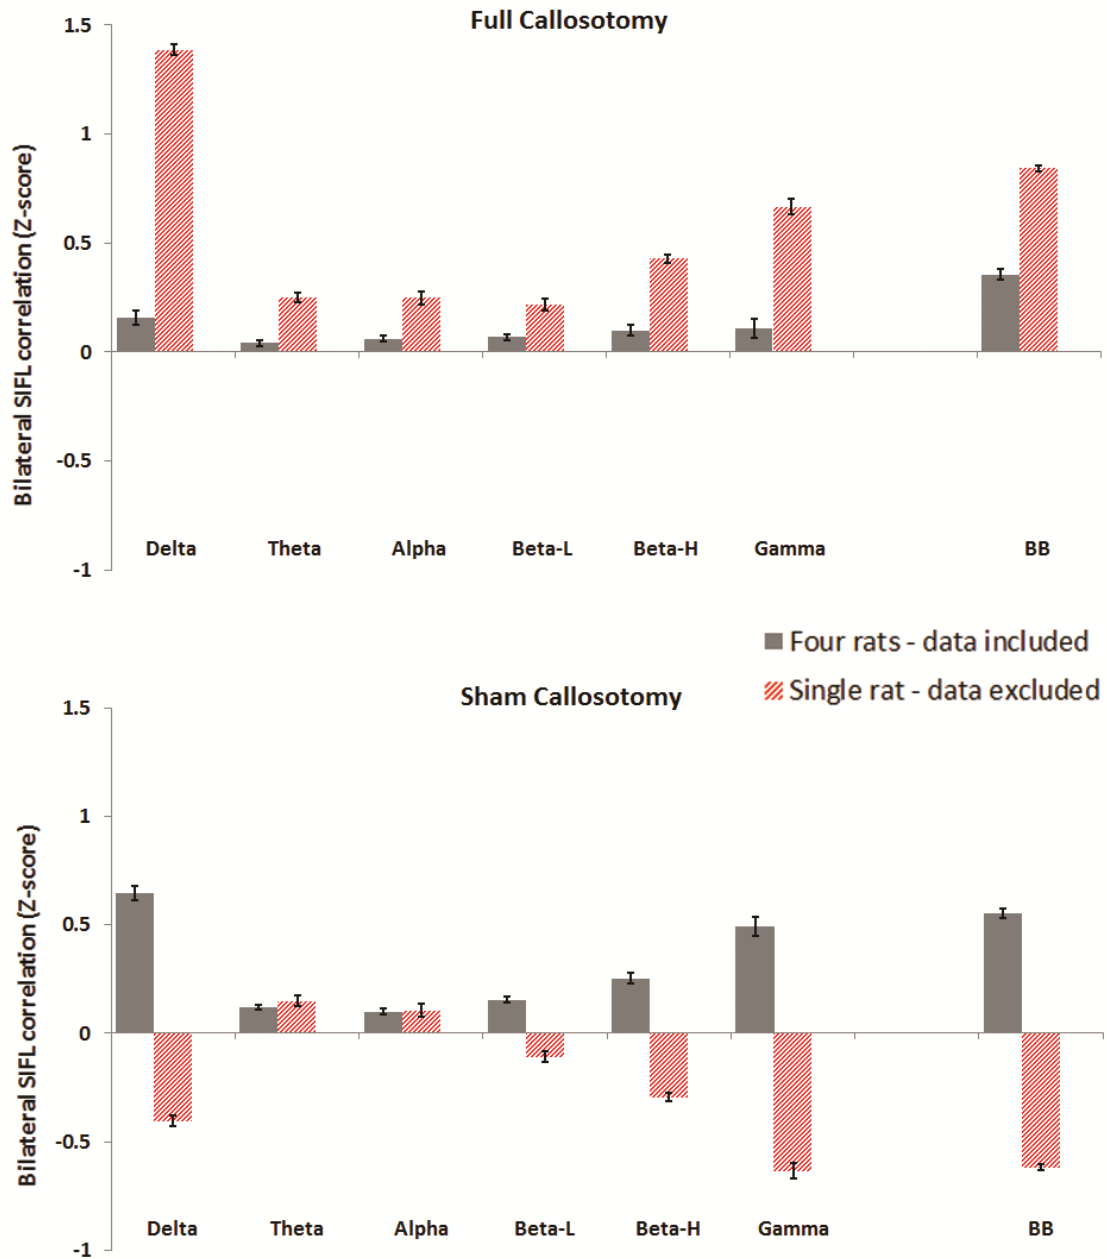 Full Callosotomy
Bilateral SIFL correlation (Z-score)
1.5
1
0.5
0
-0.5
-1
Delta Theta Alpha Beta-L Beta-H Gamma BB
Four rats - data included
Single rat - data excluded
Sham Callosotomy
Bilateral SIFL correlation (Z-score)
1.5
1
0.5
0
-0.5
-1
Delta Theta Alpha Beta-L Beta-H Gamma BB